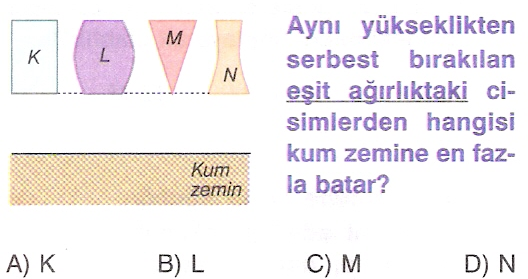 K
L
M
N
Kum
zemin
Aynı yükseklikten
serbest bırakılan
eşit ağırlıktaki ci-
simlerden hangisi
kum zemine en faz-
la batar?
A) K B) L C) M D) N